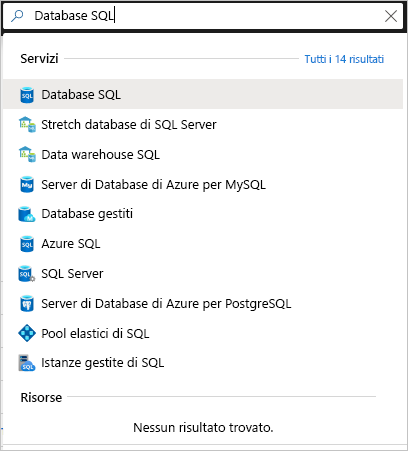 Database SQL
Servizi Tutti i 14 risultati
Database SQL
Stretch database di SQL Server
Data warehouse SQL
Server di Database di Azure per MySQL
Database gestiti
Azure SQL
SQL Server
Server di Database di Azure per PostgreSQL
Pool elastici di SQL
Istanze gestite di SQL
Risorse
Nessun risultato trovato.